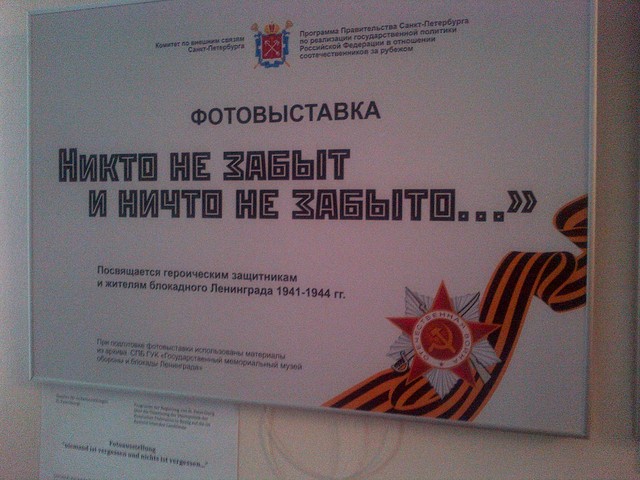 Комитет по внешним связям
Санкт-Петербурга
Программа Правительства Санкт-Петербурга
по реализации государственной политики
Российской Федерации в отношении
соотечественников за рубежом
ФОТОВЫСТАВКА
НИКТО НЕ ЗАБЫТ
И НИЧТО НЕ ЗАБЫТО...»
Посвящается героическим защитникам
и жителям блокадного Ленинграда 1941-1944 гг.
ОТЕЧЕСТВЕННАЯ ВОЙНА
При подготовке фотовыставки использованы материалы
из архива СПБ ГУК «Государственный мемориальный музей
обороны и блокады Ленинграда»
Fotoausstellung
"niemand ist vergessen und nichts ist vergessen..."